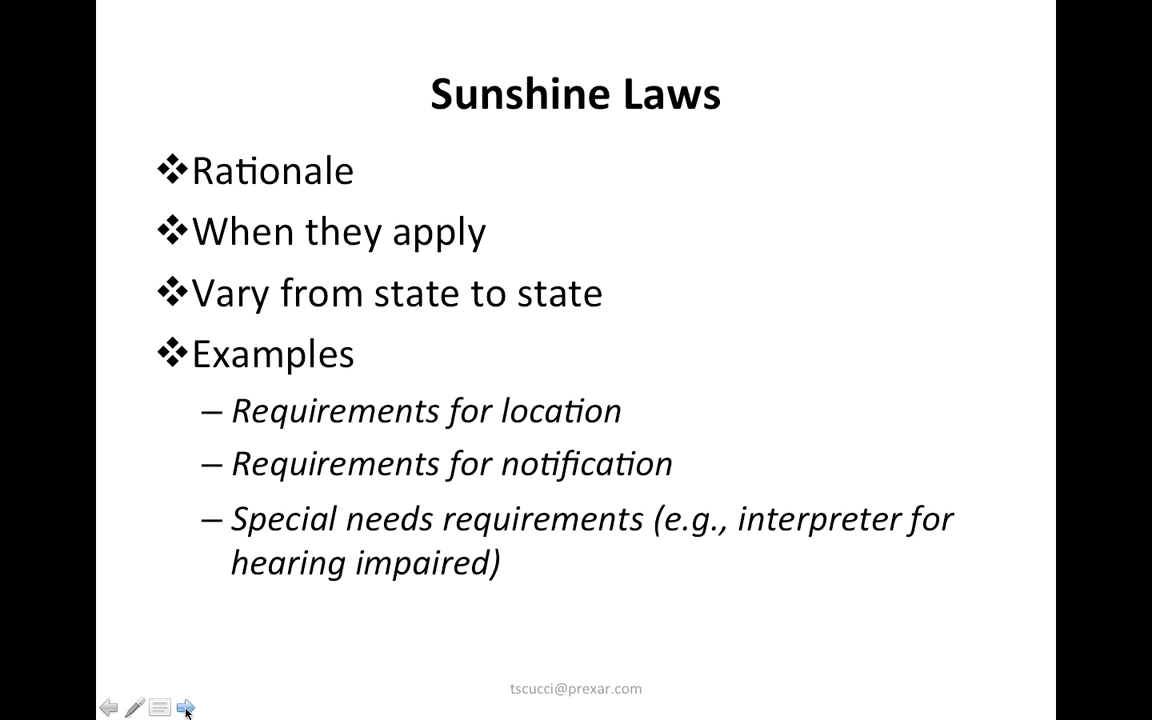 Sunshine Laws
❖Rationale
❖When they apply
❖Vary from state to state
❖Examples
– Requirements for location
– Requirements for notification
– Special needs requirements (e.g., interpreter for
hearing impaired)
tscucci@prexar.com